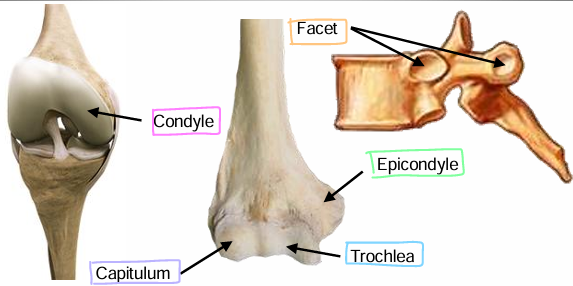 Facet
Condyle
Epicondyle
Capitulum
Trochlea